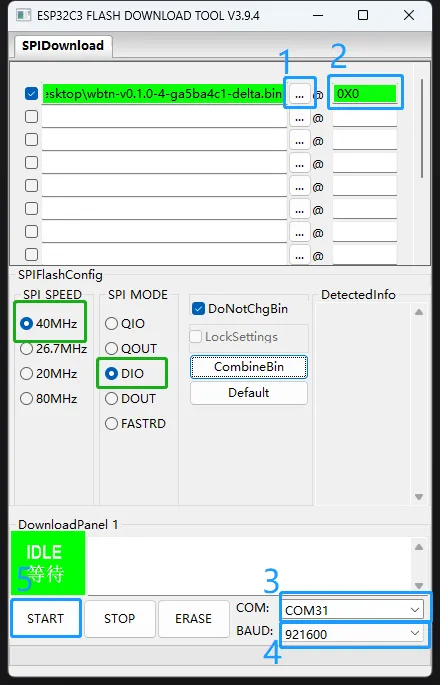 ESP32C3 FLASH DOWNLOAD TOOL V3.9.4
SPIDownload
1 2
esktop\wbtn-v0.1.0-4-ga5ba4c1-delta.bin ... @ 0X0
... @
... @
... @
... @
... @
... @
... @
SPIFlashConfig
SPI SPEED
40MHz
26.7MHz
20MHz
80MHz
SPI MODE
QIO
QOUT
DIO
DOUT
FASTRD
DoNotChgBin
LockSettings
CombineBin
Default
DetectedInfo
DownloadPanel 1
IDLE
等待
5 3
START STOP ERASE
COM: COM31
BAUD: 921600
4